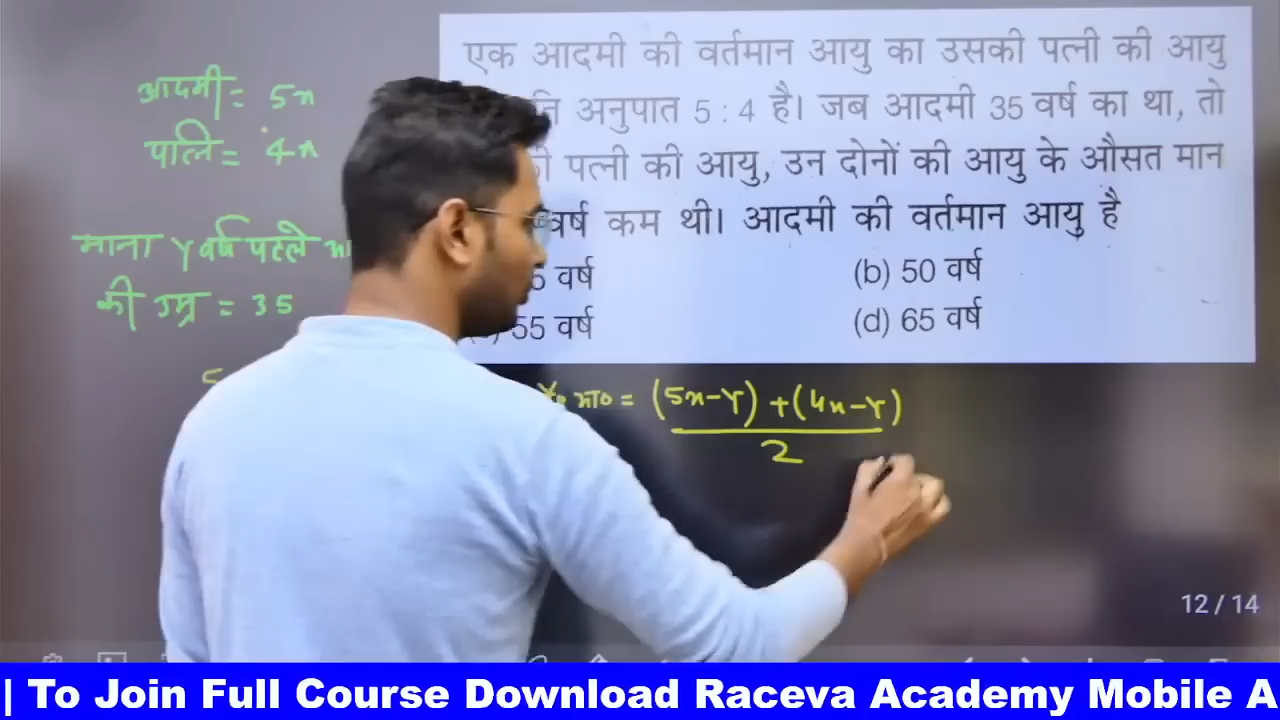 एक आदमी की वर्तमान आयु का उसकी पत्नी की आयु
अनुपात 5 : 4 है। जब आदमी 35 वर्ष का था, तो
पत्नी की आयु, उन दोनों की आयु के औसत मान
वर्ष कम थी। आदमी की वर्तमान आयु है
वर्ष (b) 50 वर्ष
55 वर्ष (d) 65 वर्ष
आदमी = 5x
पत्नि = 4x
माना Y वर्ष पहले
की उम्र = 35
5
= (5x-Y) + (4x-Y)
2
12 / 14
| To Join Full Course Download Raceva Academy Mobile A